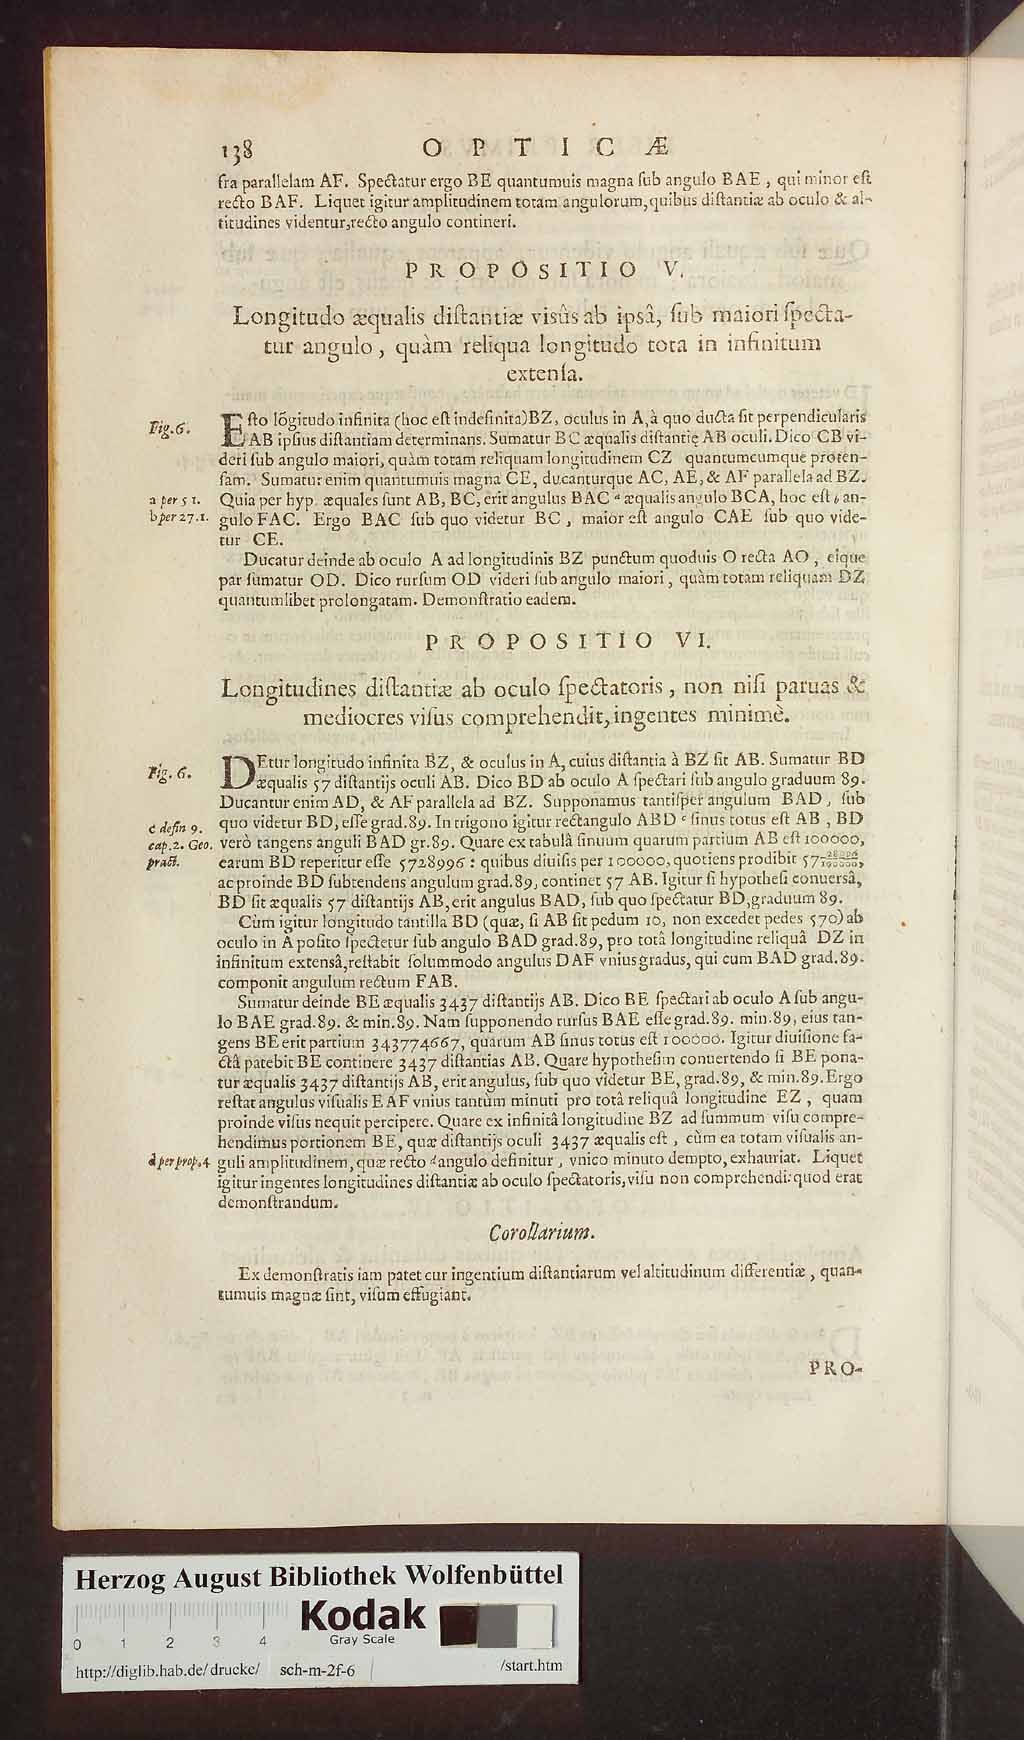 138 OPTICÆ
fra parallelam AF. Spectatur ergo BE quantumuis magna sub angulo BAE, qui minor est
recto BAF. Liquet igitur amplitudinem totam angulorum, quibus distantiæ ab oculo & al-
titudines videntur, recto angulo contineri.
PROPOSITIO V.
Longitudo æqualis distantiæ visûs ab ipsâ, sub maiori specta-
tur angulo, quàm reliqua longitudo tota in infinitum
extensa.
Fig. 6.
Esto lõgitudo infinita (hoc est indefinita) BZ, oculus in A, à quo ducta sit perpendicularis
AB ipsius distantiam determinans. Sumatur BC æqualis distantię AB oculi. Dico CB vi-
deri sub angulo maiori, quàm totam reliquam longitudinem CZ quantumcumque proten-
sam. Sumatur enim quantumuis magna CE, ducanturque AC, AE, & AF parallela ad BZ.
a per 5 1.
Quia per hyp. æquales sunt AB, BC, erit angulus BAC a æqualis angulo BCA, hoc est b an-
b per 27.1.
gulo FAC. Ergo BAC sub quo videtur BC, maior est angulo CAE sub quo vide-
tur CE.
Ducatur deinde ab oculo A ad longitudinis BZ punctum quoduis O recta AO, eique
par sumatur OD. Dico rursum OD videri sub angulo maiori, quàm totam reliquam DZ
quantumlibet prolongatam. Demonstratio eadem.
PROPOSITIO VI.
Longitudines distantiæ ab oculo spectatoris, non nisi paruas &
mediocres visus comprehendit, ingentes minimè.
Fig. 6.
DEtur longitudo infinita BZ, & oculus in A, cuius distantia à BZ sit AB. Sumatur BD
æqualis 57 distantijs oculi AB. Dico BD ab oculo A spectari sub angulo graduum 89.
Ducantur enim AD, & AF parallela ad BZ. Supponamus tantisper angulum BAD, sub
c defin 9.
quo videtur BD, esse grad. 89. In trigono igitur rectangulo ABD c sinus totus est AB, BD
cap. 2. Geo.
verò tangens anguli BAD gr. 89. Quare ex tabulâ sinuum quarum partium AB est 100000,
pract.
earum BD reperitur esse 5728996: quibus diuisis per 100000, quotiens prodibit 57 28996/100000,
ac proinde BD subtendens angulum grad. 89, continet 57 AB. Igitur si hypothesi conuersâ,
BD sit æqualis 57 distantijs AB, erit angulus BAD, sub quo spectatur BD, graduum 89.
Cùm igitur longitudo tantilla BD (quæ, si AB sit pedum 10, non excedet pedes 570) ab
oculo in A posito spectetur sub angulo BAD grad. 89, pro totâ longitudine reliquâ DZ in
infinitum extensâ, restabit solummodo angulus DAF vnius gradus, qui cum BAD grad. 89.
componit angulum rectum FAB.
Sumatur deinde BE æqualis 3437 distantijs AB. Dico BE spectari ab oculo A sub angu-
lo BAE grad. 89. & min. 89. Nam supponendo rursus BAE esse grad. 89. min. 89, eius tan-
gens BE erit partium 343774667, quarum AB sinus totus est 100000. Igitur diuisione fa-
ctâ patebit BE continere 3437 distantias AB. Quare hypothesim conuertendo si BE pona-
tur æqualis 3437 distantijs AB, erit angulus, sub quo videtur BE, grad. 89, & min. 89. Ergo
restat angulus visualis EAF vnius tantùm minuti pro totâ reliquâ longitudine EZ, quam
proinde visus nequit percipere. Quare ex infinitâ longitudine BZ ad summum visu compre-
hendimus portionem BE, quæ distantijs oculi 3437 æqualis est, cùm ea totam visualis an-
d per prop. 4
guli amplitudinem, quæ recto d angulo definitur, vnico minuto dempto, exhauriat. Liquet
igitur ingentes longitudines distantiæ ab oculo spectatoris, visu non comprehendi: quod erat
demonstrandum.
Corollarium.
Ex demonstratis iam patet cur ingentium distantiarum vel altitudinum differentiæ, quan-
tumuis magnæ sint, visum effugiant.
PRO-
Herzog August Bibliothek Wolfenbüttel
Kodak
Gray Scale
0 1 2 3 4
http://diglib.hab.de/drucke/ sch-m-2f-6 /start.htm